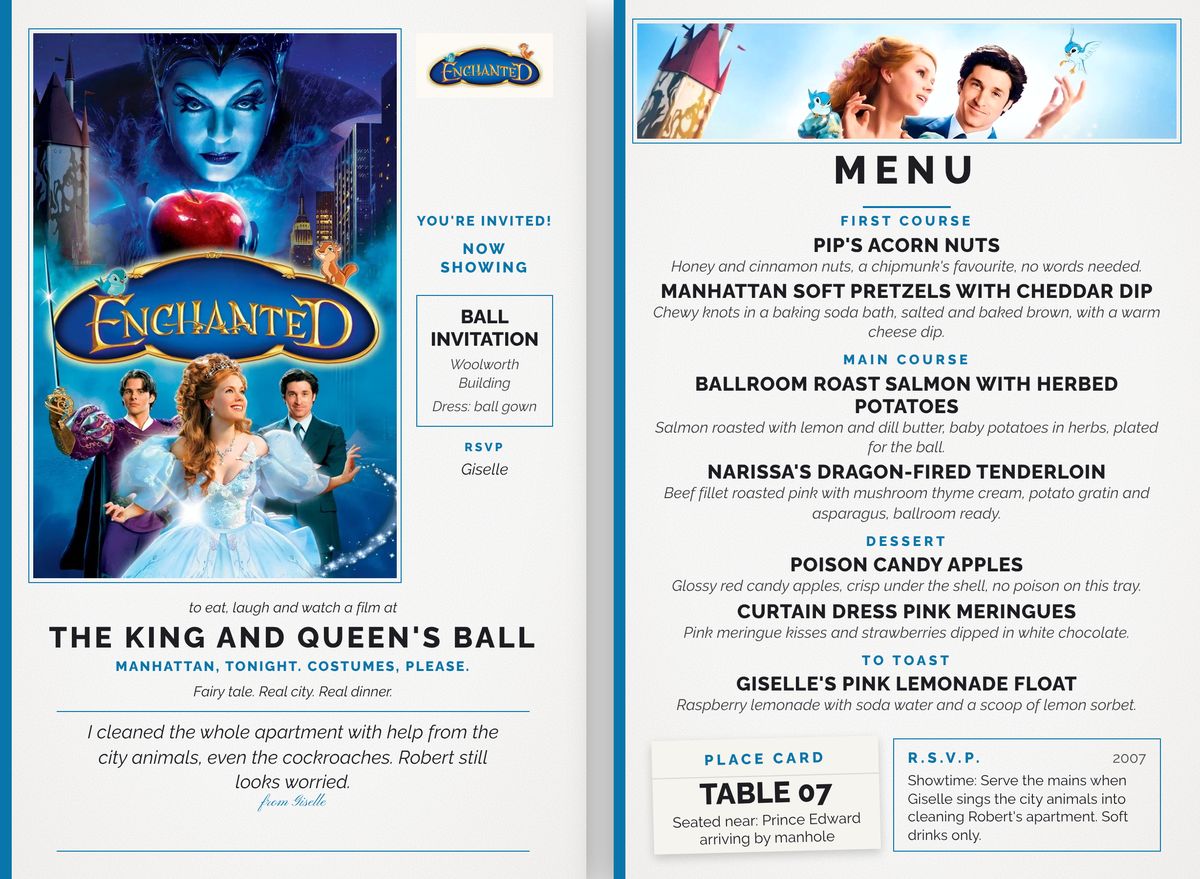 ENCHANTED
ENCHANTED
YOU'RE INVITED!
NOW
SHOWING
BALL
INVITATION
Woolworth
Building
Dress: ball gown
RSVP
Giselle
to eat, laugh and watch a film at
THE KING AND QUEEN'S BALL
MANHATTAN, TONIGHT. COSTUMES, PLEASE.
Fairy tale. Real city. Real dinner.
I cleaned the whole apartment with help from the
city animals, even the cockroaches. Robert still
looks worried.
from Giselle
MENU
FIRST COURSE
PIP'S ACORN NUTS
Honey and cinnamon nuts, a chipmunk's favourite, no words needed.
MANHATTAN SOFT PRETZELS WITH CHEDDAR DIP
Chewy knots in a baking soda bath, salted and baked brown, with a warm
cheese dip.
MAIN COURSE
BALLROOM ROAST SALMON WITH HERBED
POTATOES
Salmon roasted with lemon and dill butter, baby potatoes in herbs, plated
for the ball.
NARISSA'S DRAGON-FIRED TENDERLOIN
Beef fillet roasted pink with mushroom thyme cream, potato gratin and
asparagus, ballroom ready.
DESSERT
POISON CANDY APPLES
Glossy red candy apples, crisp under the shell, no poison on this tray.
CURTAIN DRESS PINK MERINGUES
Pink meringue kisses and strawberries dipped in white chocolate.
TO TOAST
GISELLE'S PINK LEMONADE FLOAT
Raspberry lemonade with soda water and a scoop of lemon sorbet.
PLACE CARD
TABLE 07
Seated near: Prince Edward
arriving by manhole
R.S.V.P. 2007
Showtime: Serve the mains when
Giselle sings the city animals into
cleaning Robert's apartment. Soft
drinks only.